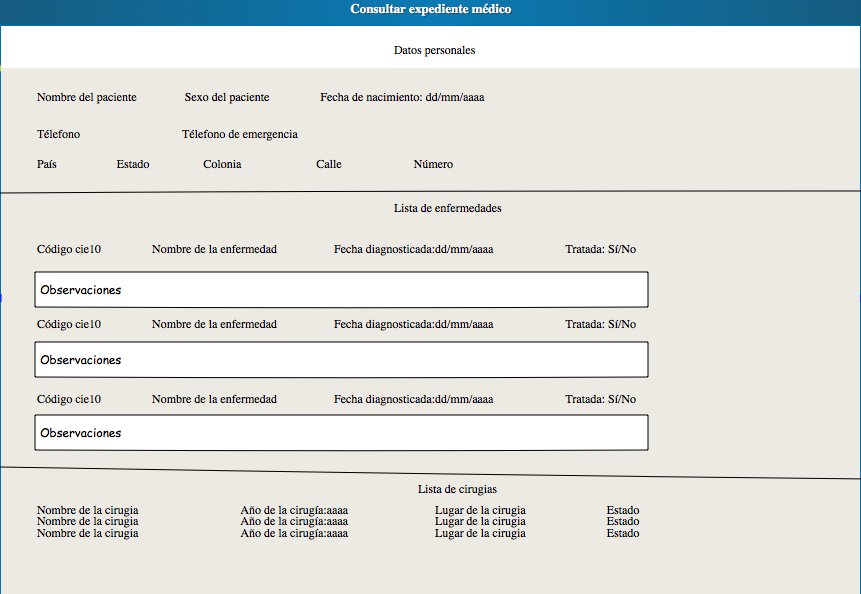 Consultar expediente médico
Datos personales
Nombre del paciente Sexo del paciente Fecha de nacimiento: dd/mm/aaaa
Télefono Télefono de emergencia
País Estado Colonia Calle Número
Lista de enfermedades
Código cie10 Nombre de la enfermedad Fecha diagnosticada:dd/mm/aaaa Tratada: Sí/No
Observaciones
Código cie10 Nombre de la enfermedad Fecha diagnosticada:dd/mm/aaaa Tratada: Sí/No
Observaciones
Código cie10 Nombre de la enfermedad Fecha diagnosticada:dd/mm/aaaa Tratada: Sí/No
Observaciones
Lista de cirugias
Nombre de la cirugia Año de la cirugía:aaaa Lugar de la cirugia Estado
Nombre de la cirugia Año de la cirugía:aaaa Lugar de la cirugia Estado
Nombre de la cirugia Año de la cirugía:aaaa Lugar de la cirugia Estado